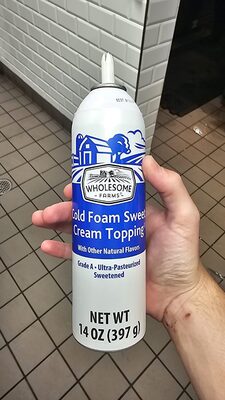 WHOLESOME
FARMS
Cold Foam Sweet
Cream Topping
With Other Natural Flavors
Grade A • Ultra-Pasteurized
Sweetened
NET WT
14 OZ (397 g)